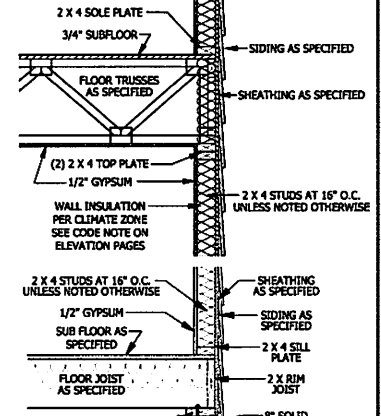 2 X 4 SOLE PLATE
3/4" SUBFLOOR
SIDING AS SPECIFIED
FLOOR TRUSSES
AS SPECIFIED
SHEATHING AS SPECIFIED
(2) 2 X 4 TOP PLATE
1/2" GYPSUM
2 X 4 STUDS AT 16" O.C.
UNLESS NOTED OTHERWISE
WALL INSULATION
PER CLIMATE ZONE
SEE CODE NOTE ON
ELEVATION PAGES
2 X 4 STUDS AT 16" O.C.
UNLESS NOTED OTHERWISE
SHEATHING
AS SPECIFIED
1/2" GYPSUM
SIDING AS
SPECIFIED
SUB FLOOR AS
SPECIFIED
2 X 4 SILL
PLATE
FLOOR JOIST
AS SPECIFIED
2 X RIM
JOIST
8" SOLID